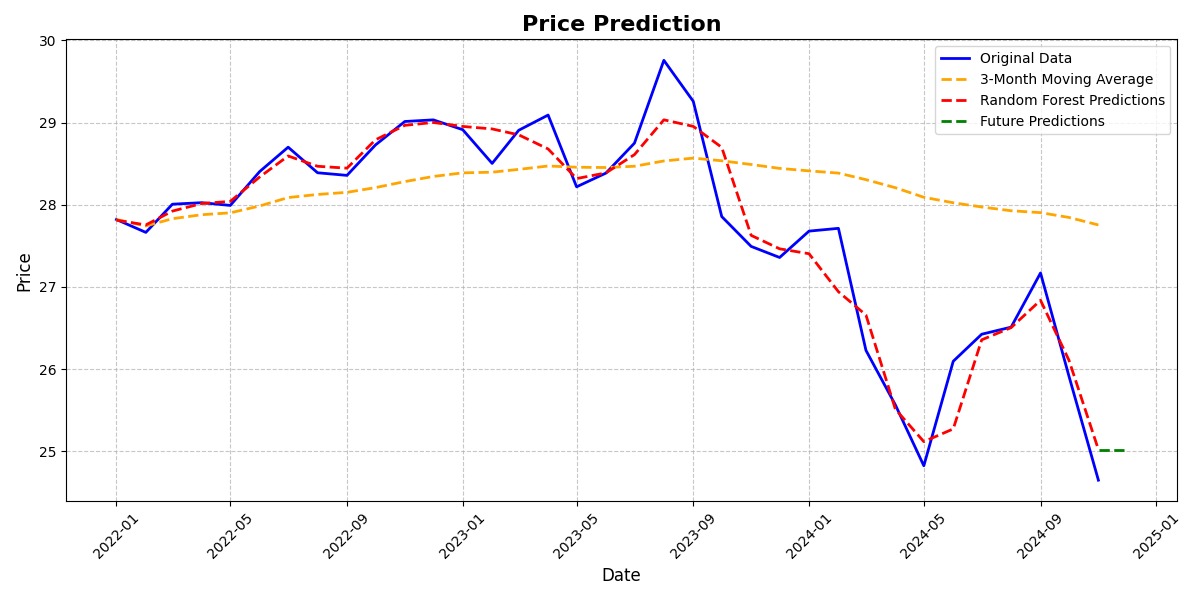 Price Prediction
Price
30
29
28
27
26
25
Original Data
3-Month Moving Average
Random Forest Predictions
Future Predictions
2022-01
2022-05
2022-09
2023-01
2023-05
2023-09
2024-01
2024-05
2024-09
2025-01
Date